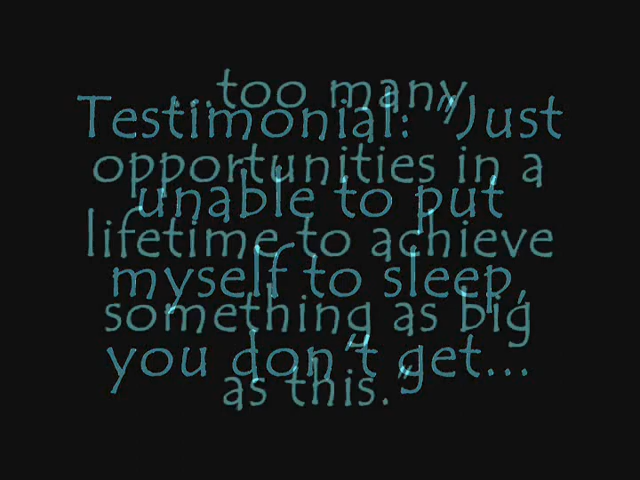 Testimonial: "Just
unable to put
myself to sleep,
you don't get...
...too many
opportunities in a
lifetime to achieve
something as big
as this."